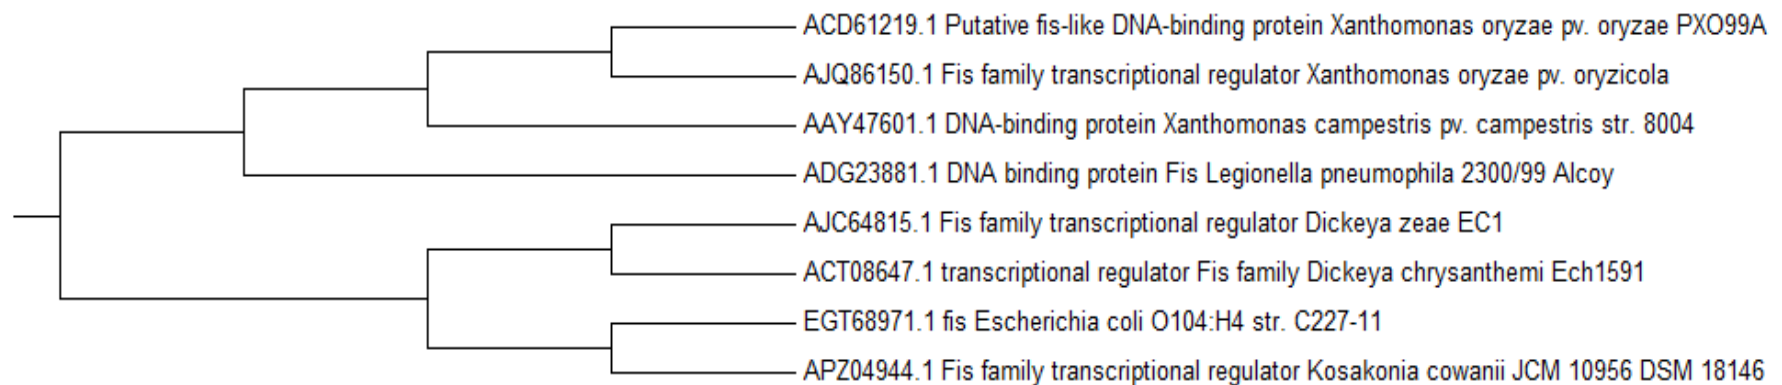 ACD61219.1 Putative fis-like DNA-binding protein Xanthomonas oryzae pv. oryzae PXO99A
AJQ86150.1 Fis family transcriptional regulator Xanthomonas oryzae pv. oryzicola
AAY47601.1 DNA-binding protein Xanthomonas campestris pv. campestris str. 8004
ADG23881.1 DNA binding protein Fis Legionella pneumophila 2300/99 Alcoy
AJC64815.1 Fis family transcriptional regulator Dickeya zeae EC1
ACT08647.1 transcriptional regulator Fis family Dickeya chrysanthemi Ech1591
EGT68971.1 fis Escherichia coli O104:H4 str. C227-11
APZ04944.1 Fis family transcriptional regulator Kosakonia cowanii JCM 10956 DSM 18146